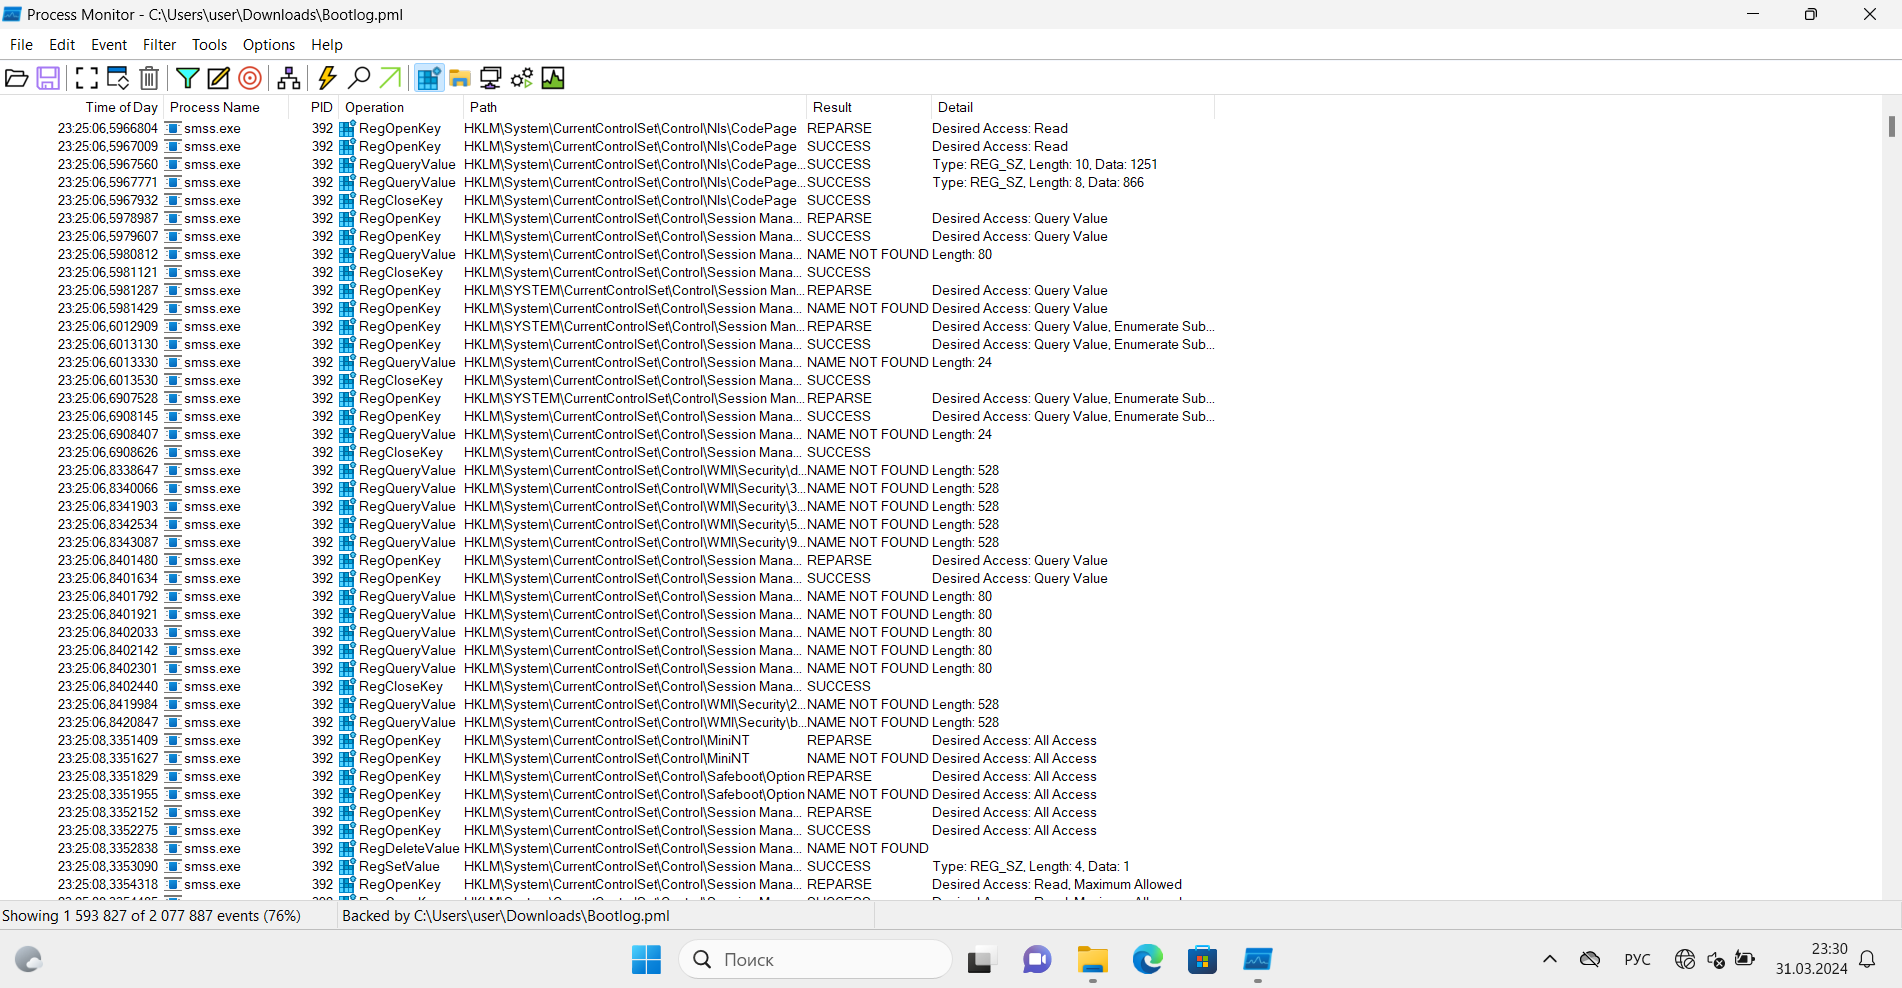 Process Monitor - C:\Users\user\Downloads\Bootlog.pml
File Edit Event Filter Tools Options Help
Time of Day Process Name PID Operation Path Result Detail
23:25:06,5966804 smss.exe 392 RegOpenKey HKLM\System\CurrentControlSet\Control\Nls\CodePage REPARSE Desired Access: Read
23:25:06,5967009 smss.exe 392 RegOpenKey HKLM\System\CurrentControlSet\Control\Nls\CodePage SUCCESS Desired Access: Read
23:25:06,5967560 smss.exe 392 RegQueryValue HKLM\System\CurrentControlSet\Control\Nls\CodePage... SUCCESS Type: REG_SZ, Length: 10, Data: 1251
23:25:06,5967771 smss.exe 392 RegQueryValue HKLM\System\CurrentControlSet\Control\Nls\CodePage... SUCCESS Type: REG_SZ, Length: 8, Data: 866
23:25:06,5967932 smss.exe 392 RegCloseKey HKLM\System\CurrentControlSet\Control\Nls\CodePage SUCCESS
23:25:06,5978987 smss.exe 392 RegOpenKey HKLM\System\CurrentControlSet\Control\Session Mana... REPARSE Desired Access: Query Value
23:25:06,5979607 smss.exe 392 RegOpenKey HKLM\System\CurrentControlSet\Control\Session Mana... SUCCESS Desired Access: Query Value
23:25:06,5980812 smss.exe 392 RegQueryValue HKLM\System\CurrentControlSet\Control\Session Mana... NAME NOT FOUND Length: 80
23:25:06,5981121 smss.exe 392 RegCloseKey HKLM\System\CurrentControlSet\Control\Session Mana... SUCCESS
23:25:06,5981287 smss.exe 392 RegOpenKey HKLM\SYSTEM\CurrentControlSet\Control\Session Man... REPARSE Desired Access: Query Value
23:25:06,5981429 smss.exe 392 RegOpenKey HKLM\System\CurrentControlSet\Control\Session Mana... NAME NOT FOUND Desired Access: Query Value
23:25:06,6012909 smss.exe 392 RegOpenKey HKLM\SYSTEM\CurrentControlSet\Control\Session Man... REPARSE Desired Access: Query Value, Enumerate Sub...
23:25:06,6013130 smss.exe 392 RegOpenKey HKLM\System\CurrentControlSet\Control\Session Mana... SUCCESS Desired Access: Query Value, Enumerate Sub...
23:25:06,6013330 smss.exe 392 RegQueryValue HKLM\System\CurrentControlSet\Control\Session Mana... NAME NOT FOUND Length: 24
23:25:06,6013530 smss.exe 392 RegCloseKey HKLM\System\CurrentControlSet\Control\Session Mana... SUCCESS
23:25:06,6907528 smss.exe 392 RegOpenKey HKLM\SYSTEM\CurrentControlSet\Control\Session Man... REPARSE Desired Access: Query Value, Enumerate Sub...
23:25:06,6908145 smss.exe 392 RegOpenKey HKLM\System\CurrentControlSet\Control\Session Mana... SUCCESS Desired Access: Query Value, Enumerate Sub...
23:25:06,6908407 smss.exe 392 RegQueryValue HKLM\System\CurrentControlSet\Control\Session Mana... NAME NOT FOUND Length: 24
23:25:06,6908626 smss.exe 392 RegCloseKey HKLM\System\CurrentControlSet\Control\Session Mana... SUCCESS
23:25:06,8338647 smss.exe 392 RegQueryValue HKLM\System\CurrentControlSet\Control\WMI\Security\d... NAME NOT FOUND Length: 528
23:25:06,8340066 smss.exe 392 RegQueryValue HKLM\System\CurrentControlSet\Control\WMI\Security\3... NAME NOT FOUND Length: 528
23:25:06,8341903 smss.exe 392 RegQueryValue HKLM\System\CurrentControlSet\Control\WMI\Security\3... NAME NOT FOUND Length: 528
23:25:06,8342534 smss.exe 392 RegQueryValue HKLM\System\CurrentControlSet\Control\WMI\Security\5... NAME NOT FOUND Length: 528
23:25:06,8343087 smss.exe 392 RegQueryValue HKLM\System\CurrentControlSet\Control\WMI\Security\9... NAME NOT FOUND Length: 528
23:25:06,8401480 smss.exe 392 RegOpenKey HKLM\System\CurrentControlSet\Control\Session Mana... REPARSE Desired Access: Query Value
23:25:06,8401634 smss.exe 392 RegOpenKey HKLM\System\CurrentControlSet\Control\Session Mana... SUCCESS Desired Access: Query Value
23:25:06,8401792 smss.exe 392 RegQueryValue HKLM\System\CurrentControlSet\Control\Session Mana... NAME NOT FOUND Length: 80
23:25:06,8401921 smss.exe 392 RegQueryValue HKLM\System\CurrentControlSet\Control\Session Mana... NAME NOT FOUND Length: 80
23:25:06,8402033 smss.exe 392 RegQueryValue HKLM\System\CurrentControlSet\Control\Session Mana... NAME NOT FOUND Length: 80
23:25:06,8402142 smss.exe 392 RegQueryValue HKLM\System\CurrentControlSet\Control\Session Mana... NAME NOT FOUND Length: 80
23:25:06,8402301 smss.exe 392 RegQueryValue HKLM\System\CurrentControlSet\Control\Session Mana... NAME NOT FOUND Length: 80
23:25:06,8402440 smss.exe 392 RegCloseKey HKLM\System\CurrentControlSet\Control\Session Mana... SUCCESS
23:25:06,8419984 smss.exe 392 RegQueryValue HKLM\System\CurrentControlSet\Control\WMI\Security\2... NAME NOT FOUND Length: 528
23:25:06,8420847 smss.exe 392 RegQueryValue HKLM\System\CurrentControlSet\Control\WMI\Security\b... NAME NOT FOUND Length: 528
23:25:08,3351409 smss.exe 392 RegOpenKey HKLM\System\CurrentControlSet\Control\MiniNT REPARSE Desired Access: All Access
23:25:08,3351627 smss.exe 392 RegOpenKey HKLM\System\CurrentControlSet\Control\MiniNT NAME NOT FOUND Desired Access: All Access
23:25:08,3351829 smss.exe 392 RegOpenKey HKLM\System\CurrentControlSet\Control\Safeboot\Option REPARSE Desired Access: All Access
23:25:08,3351955 smss.exe 392 RegOpenKey HKLM\System\CurrentControlSet\Control\Safeboot\Option NAME NOT FOUND Desired Access: All Access
23:25:08,3352152 smss.exe 392 RegOpenKey HKLM\System\CurrentControlSet\Control\Session Mana... REPARSE Desired Access: All Access
23:25:08,3352275 smss.exe 392 RegOpenKey HKLM\System\CurrentControlSet\Control\Session Mana... SUCCESS Desired Access: All Access
23:25:08,3352838 smss.exe 392 RegDeleteValue HKLM\System\CurrentControlSet\Control\Session Mana... NAME NOT FOUND
23:25:08,3353090 smss.exe 392 RegSetValue HKLM\System\CurrentControlSet\Control\Session Mana... SUCCESS Type: REG_SZ, Length: 4, Data: 1
23:25:08,3354318 smss.exe 392 RegOpenKey HKLM\System\CurrentControlSet\Control\Session Mana... REPARSE Desired Access: Read, Maximum Allowed
Showing 1 593 827 of 2 077 887 events (76%) Backed by C:\Users\user\Downloads\Bootlog.pml
Поиск
РУС
23:30
31.03.2024